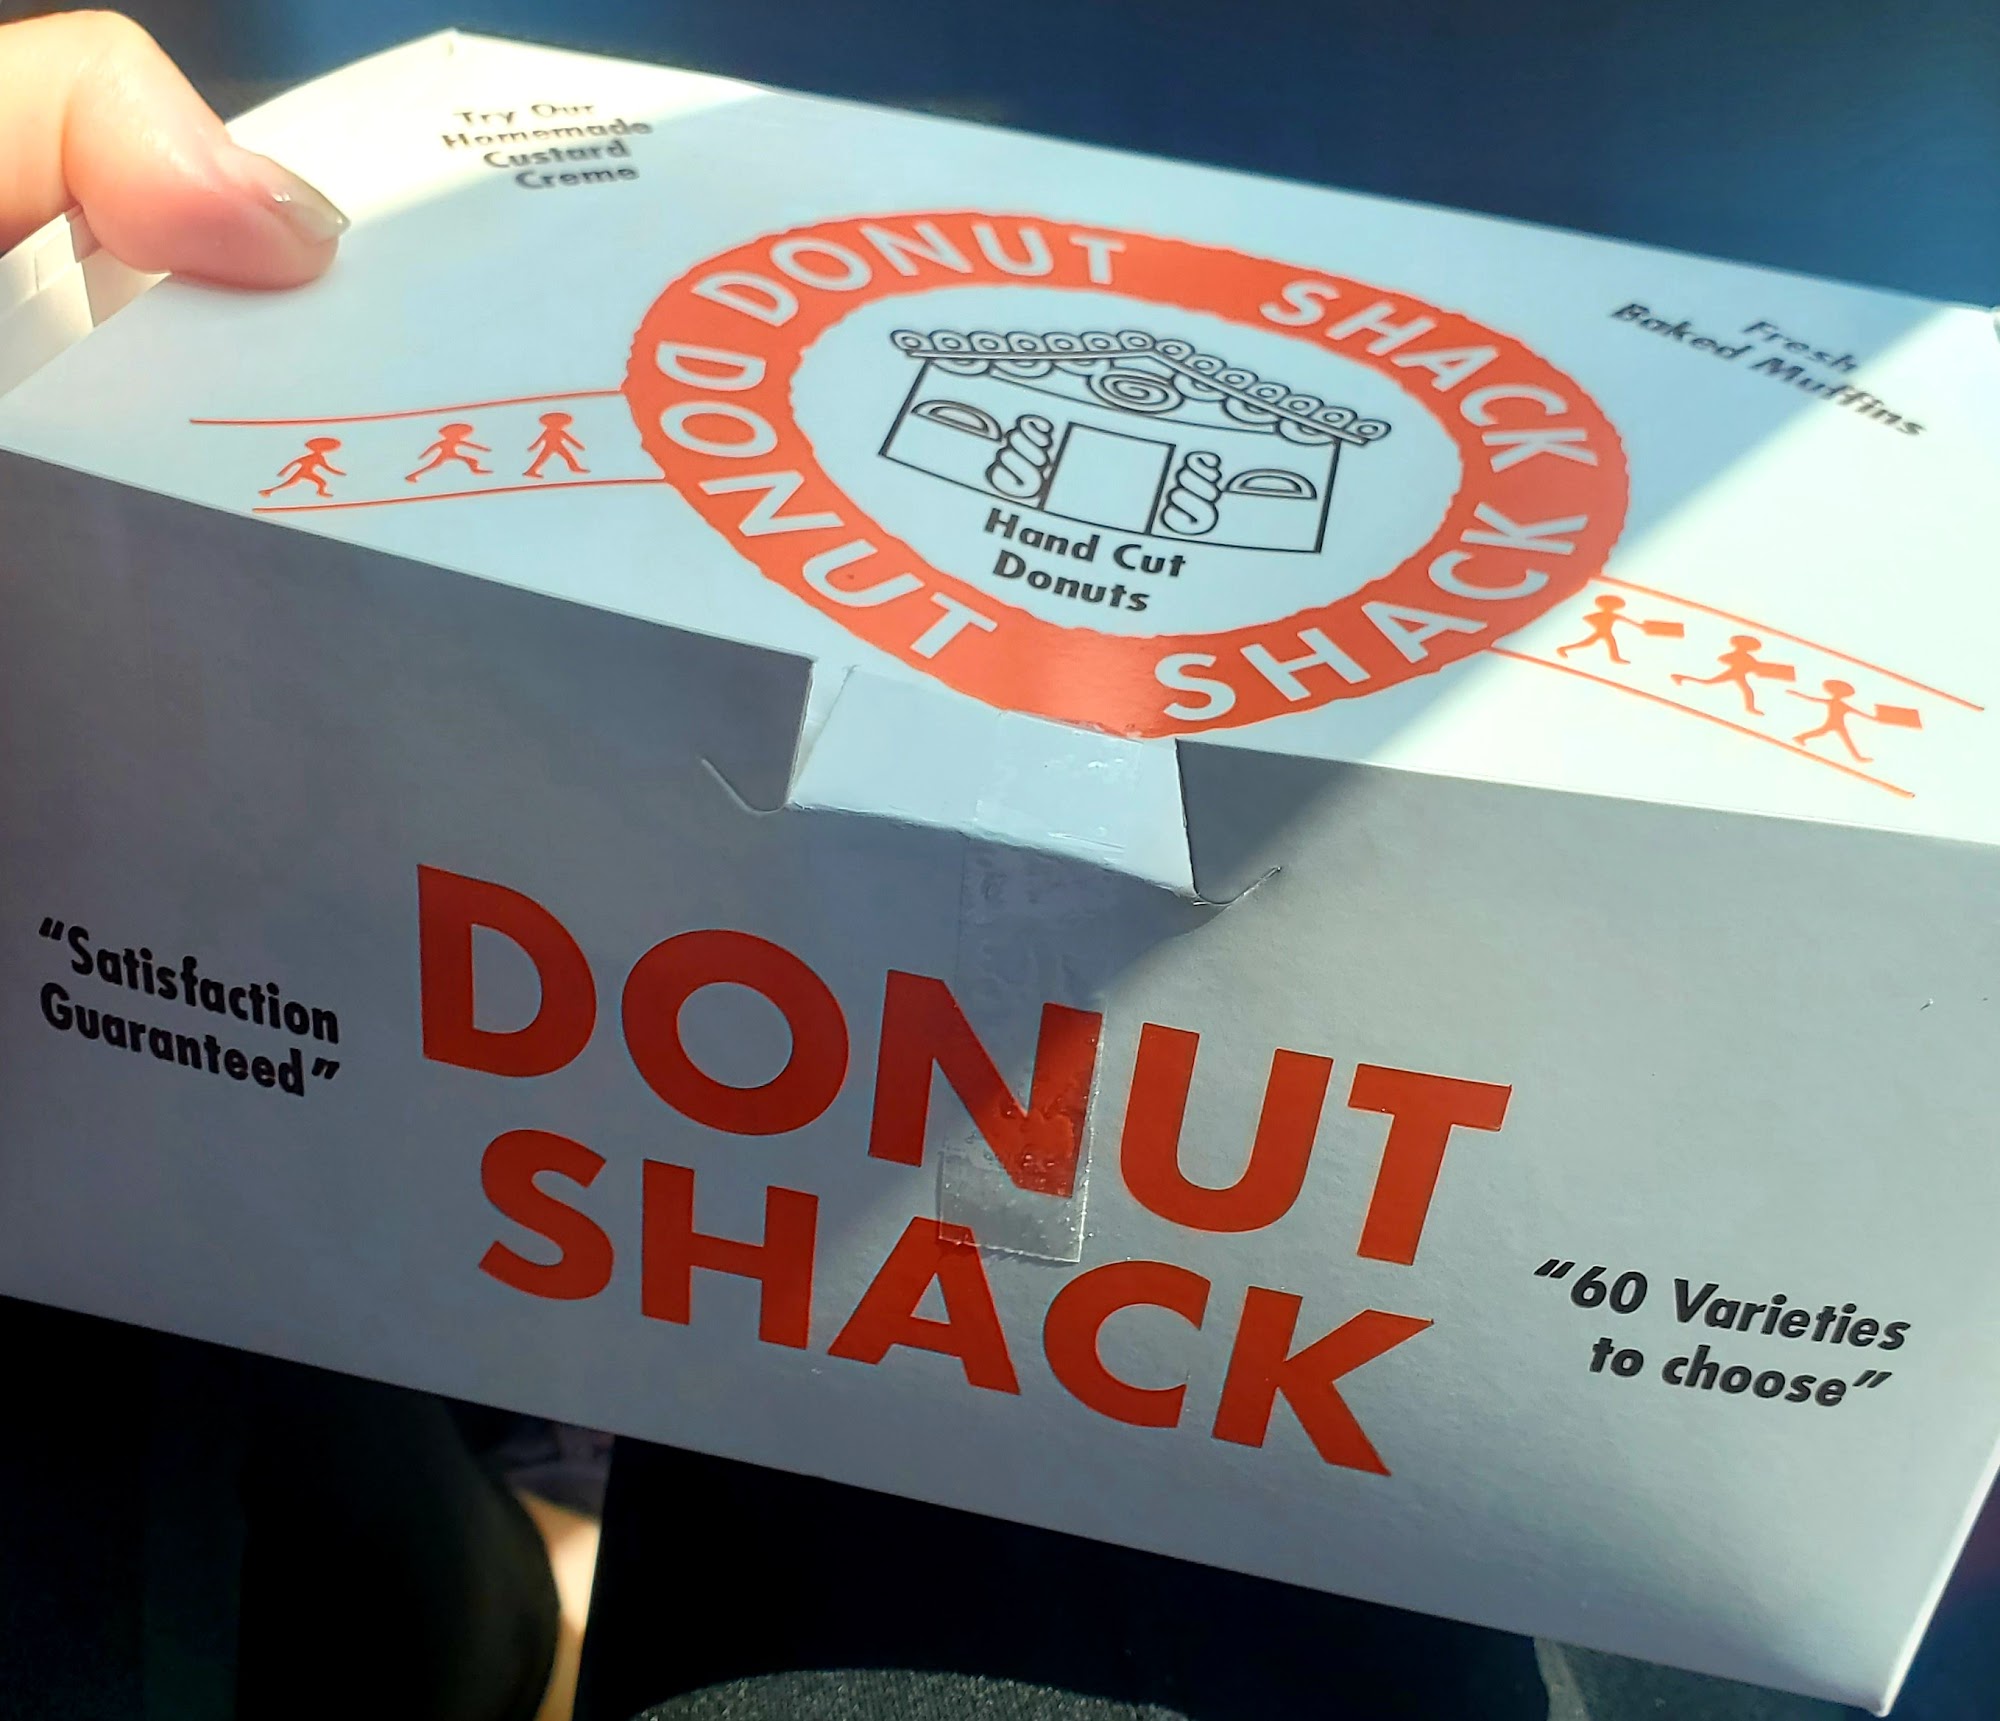 Try Our
Homemade
Custard
Creme
DONUT SHACK
Fresh
Baked Muffins
Hand Cut
Donuts
DONUT SHACK
"Satisfaction
Guaranteed"
DONUT
SHACK
"60 Varieties
to choose"